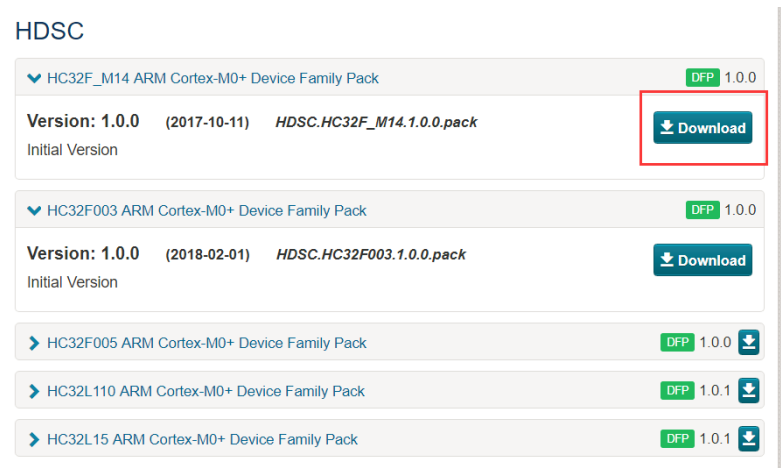 HDSC
HC32F_M14 ARM Cortex-M0+ Device Family Pack DFP 1.0.0
Version: 1.0.0 (2017-10-11) HDSC.HC32F_M14.1.0.0.pack Download
Initial Version
HC32F003 ARM Cortex-M0+ Device Family Pack DFP 1.0.0
Version: 1.0.0 (2018-02-01) HDSC.HC32F003.1.0.0.pack Download
Initial Version
HC32F005 ARM Cortex-M0+ Device Family Pack DFP 1.0.0
HC32L110 ARM Cortex-M0+ Device Family Pack DFP 1.0.1
HC32L15 ARM Cortex-M0+ Device Family Pack DFP 1.0.1